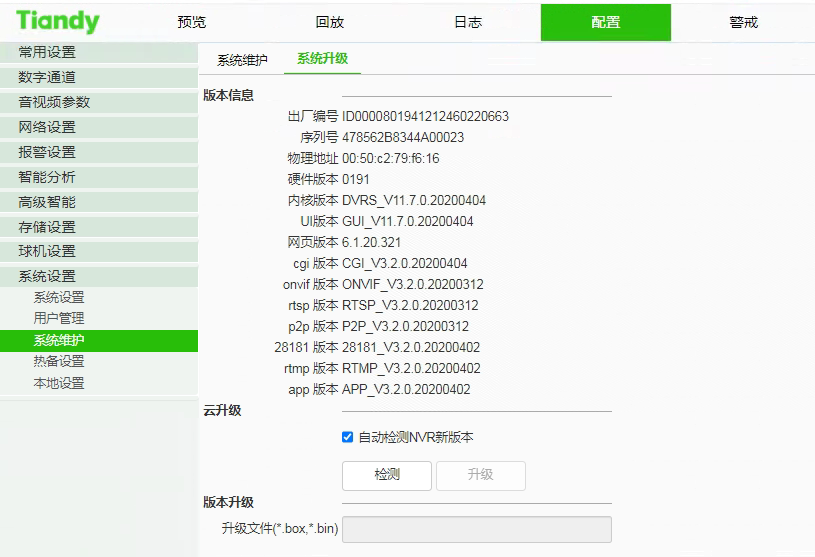 Tiandy
预览 回放 日志 配置 警戒
常用设置
数字通道
音视频参数
网络设置
报警设置
智能分析
高级智能
存储设置
球机设置
系统设置
系统设置
用户管理
系统维护
热备设置
本地设置
系统维护 系统升级
版本信息
出厂编号 ID0000801941212460220663
序列号 478562B8344A00023
物理地址 00:50:c2:79:f6:16
硬件版本 0191
内核版本 DVRS_V11.7.0.20200404
UI版本 GUI_V11.7.0.20200404
网页版本 6.1.20.321
cgi 版本 CGI_V3.2.0.20200404
onvif 版本 ONVIF_V3.2.0.20200312
rtsp 版本 RTSP_V3.2.0.20200312
p2p 版本 P2P_V3.2.0.20200312
28181 版本 28181_V3.2.0.20200402
rtmp 版本 RTMP_V3.2.0.20200402
app 版本 APP_V3.2.0.20200402
云升级
自动检测NVR新版本
检测 升级
版本升级
升级文件(*.box,*.bin)